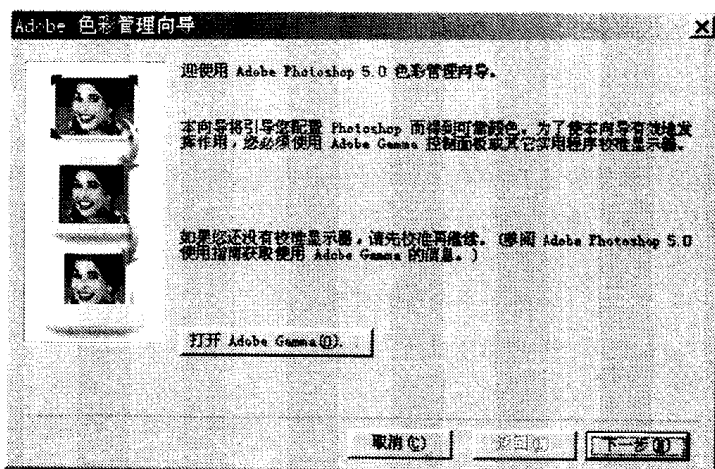 Adobe 色彩管理向导
迎使用 Adobe Photoshop 5.0 色彩管理向导。
本向导将引导您配置 Photoshop 而得到可靠颜色。为了使本向导有效地发
挥作用，您必须使用 Adobe Gamma 控制面板或其它实用程序校准显示器。
如果您还没有校准显示器，请先校准再继续。(参阅 Adobe Photoshop 5.0
使用指南获取使用 Adobe Gamma 的信息。)
打开 Adobe Gamma(O).
取消(C)
下一步(N)